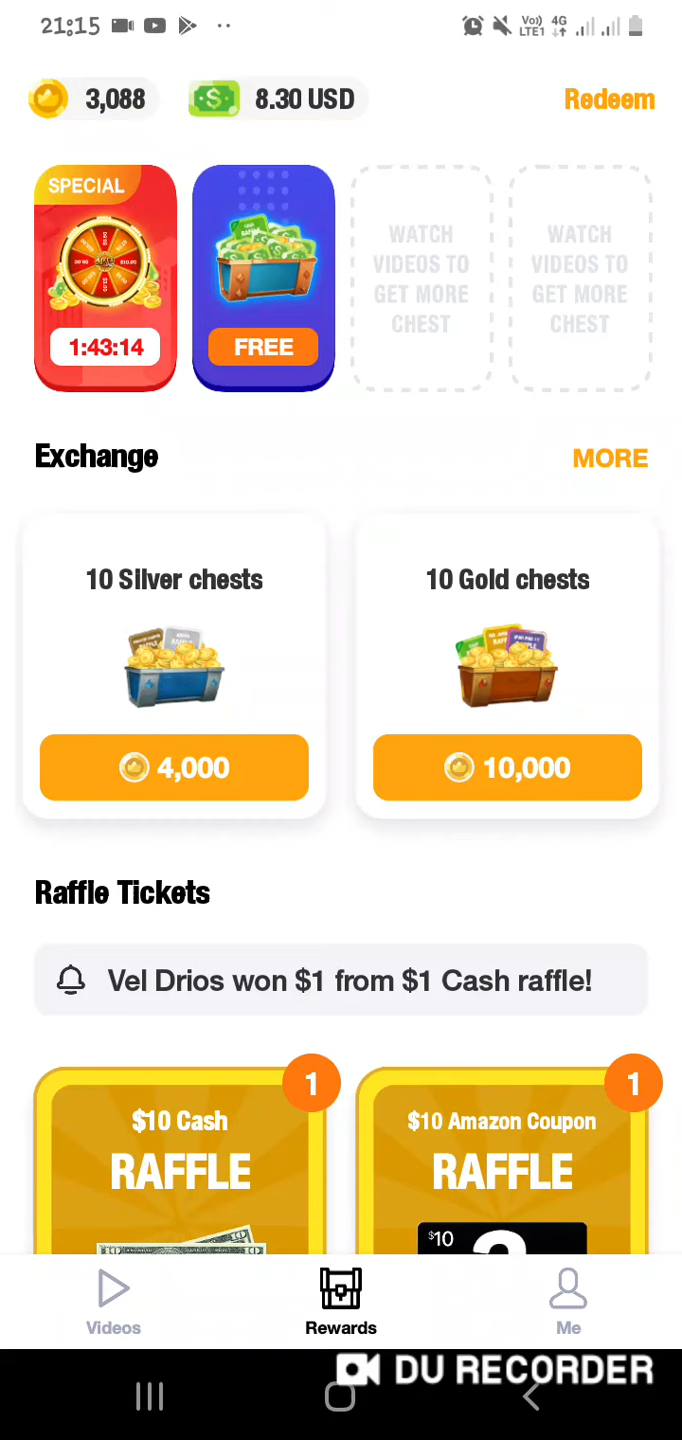 21:15
Vo)) 4G
LTE1
3,088
8.30 USD
Redeem
SPECIAL
1:43:14
FREE
WATCH
VIDEOS TO
GET MORE
CHEST
WATCH
VIDEOS TO
GET MORE
CHEST
Exchange
MORE
10 Silver chests
10 Gold chests
4,000
10,000
Raffle Tickets
Vel Drios won $1 from $1 Cash raffle!
1
1
$10 Cash
RAFFLE
$10 Amazon Coupon
RAFFLE
$10
Videos
Rewards
Me
DU RECORDER